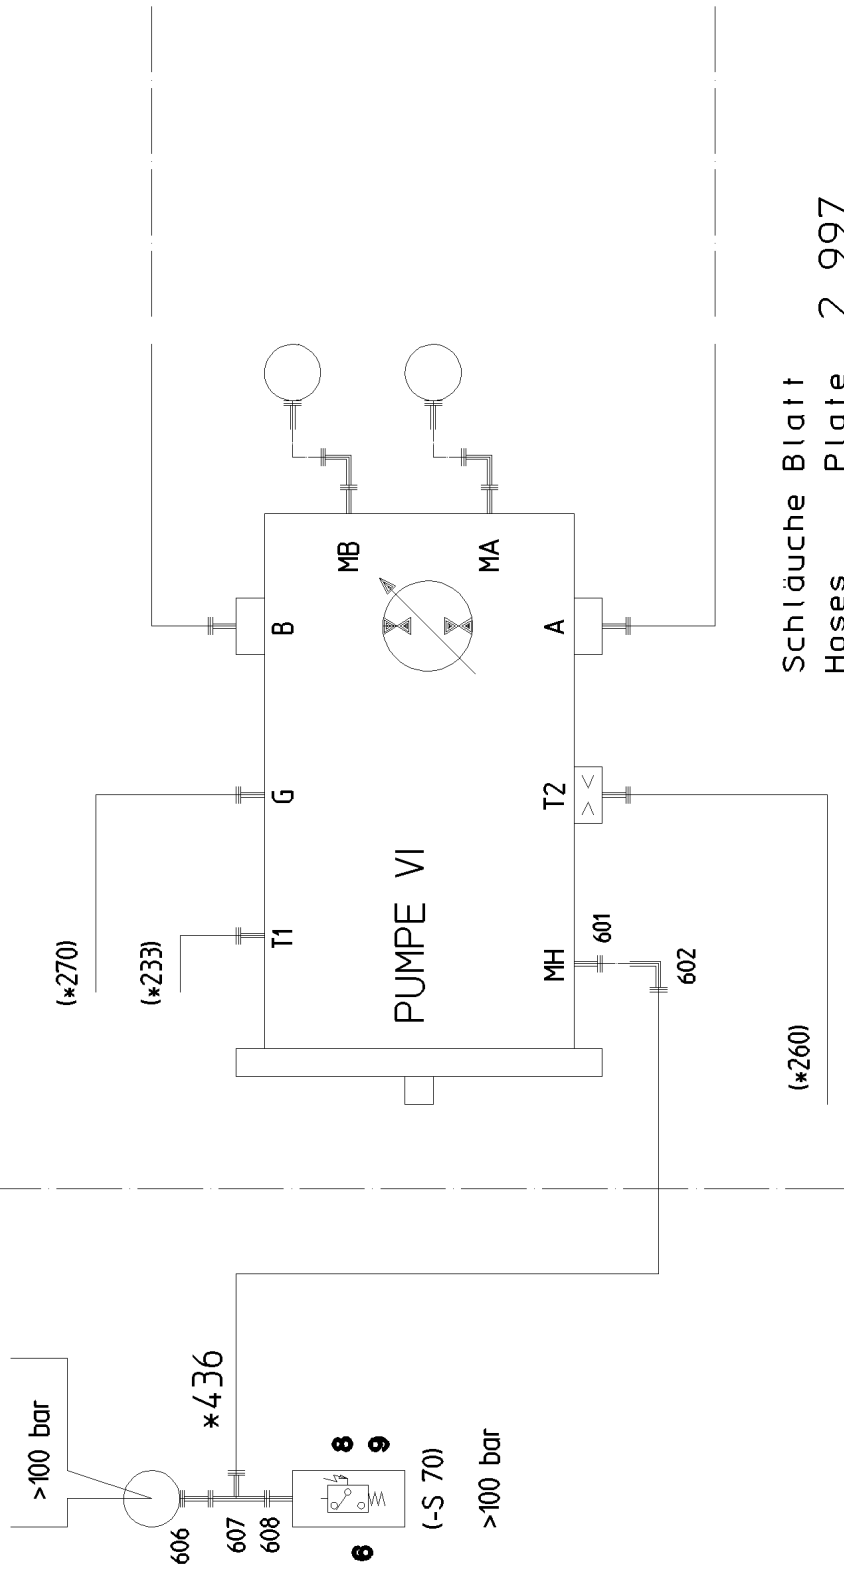 >100 bar
*436
606
607
608
8
9
6
(-S 70)
>100 bar
(*270)
(*233)
T1
G
B
MB
MA
PUMPE VI
MH
T2
A
601
602
(*260)
Schläuche Blatt
Hoses Plate 2 997